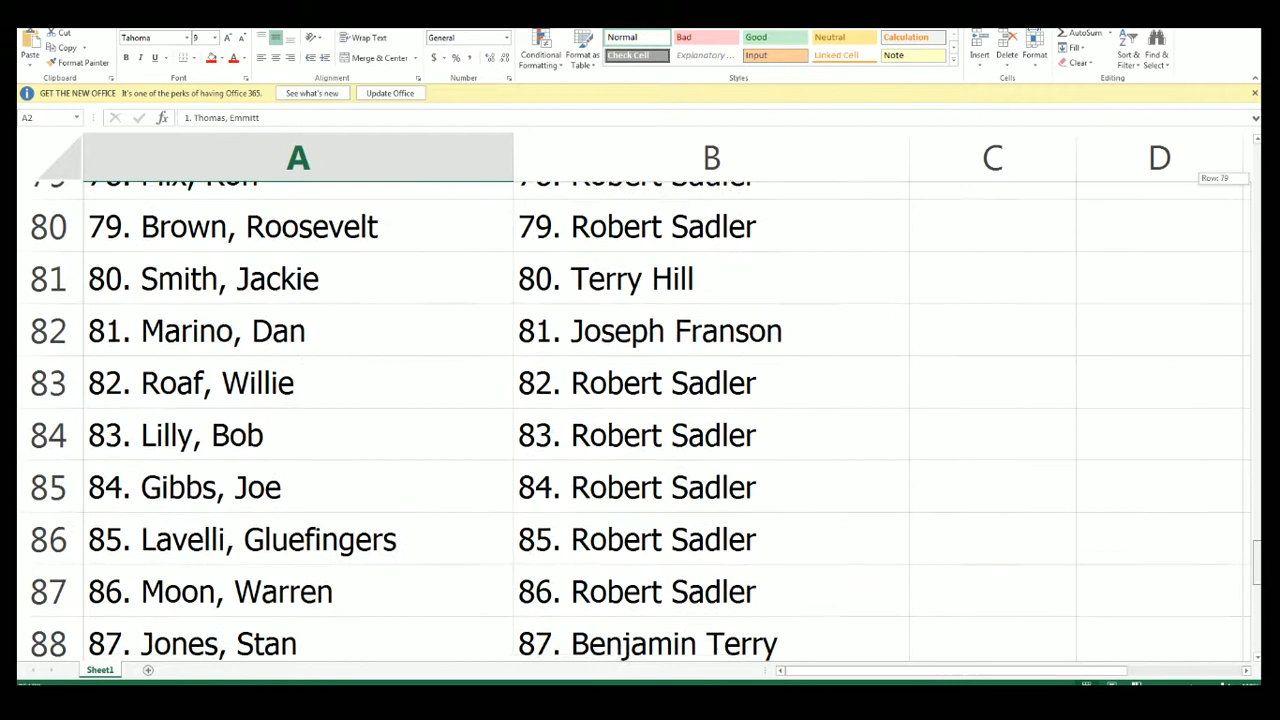 Cut
Copy
Paste
Format Painter
Clipboard
Tahoma
9
B I U
Font
Wrap Text
Merge & Center
Alignment
General
$ % ,
Number
Conditional Formatting
Format as Table
Normal
Bad
Good
Neutral
Calculation
Check Cell
Explanatory ...
Input
Linked Cell
Note
Styles
Insert
Delete
Format
Cells
AutoSum
Fill
Clear
Sort & Filter
Find & Select
Editing
GET THE NEW OFFICE It's one of the perks of having Office 365. See what's new Update Office
A2 fx 1. Thomas, Emmitt
A B C D
Row: 79
80 79. Brown, Roosevelt 79. Robert Sadler
81 80. Smith, Jackie 80. Terry Hill
82 81. Marino, Dan 81. Joseph Franson
83 82. Roaf, Willie 82. Robert Sadler
84 83. Lilly, Bob 83. Robert Sadler
85 84. Gibbs, Joe 84. Robert Sadler
86 85. Lavelli, Gluefingers 85. Robert Sadler
87 86. Moon, Warren 86. Robert Sadler
88 87. Jones, Stan 87. Benjamin Terry
Sheet1